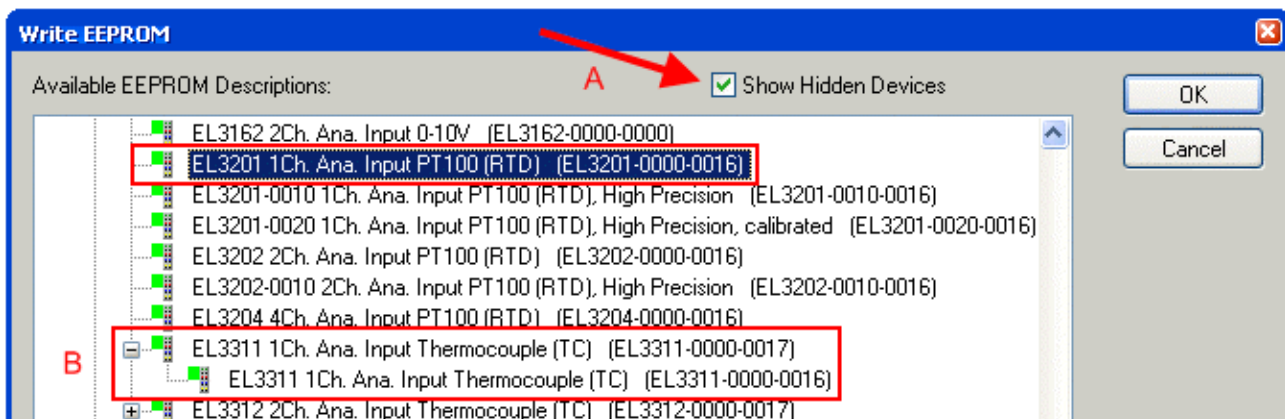 Write EEPROM
Available EEPROM Descriptions: A Show Hidden Devices OK
EL3162 2Ch. Ana. Input 0-10V (EL3162-0000-0000)
EL3201 1Ch. Ana. Input PT100 (RTD) (EL3201-0000-0016) Cancel
EL3201-0010 1Ch. Ana. Input PT100 (RTD), High Precision (EL3201-0010-0016)
EL3201-0020 1Ch. Ana. Input PT100 (RTD), High Precision, calibrated (EL3201-0020-0016)
EL3202 2Ch. Ana. Input PT100 (RTD) (EL3202-0000-0016)
EL3202-0010 2Ch. Ana. Input PT100 (RTD), High Precision (EL3202-0010-0016)
EL3204 4Ch. Ana. Input PT100 (RTD) (EL3204-0000-0016)
B EL3311 1Ch. Ana. Input Thermocouple (TC) (EL3311-0000-0017)
EL3311 1Ch. Ana. Input Thermocouple (TC) (EL3311-0000-0016)
EL3312 2Ch. Ana. Input Thermocouple (TC) (EL3312-0000-0017)